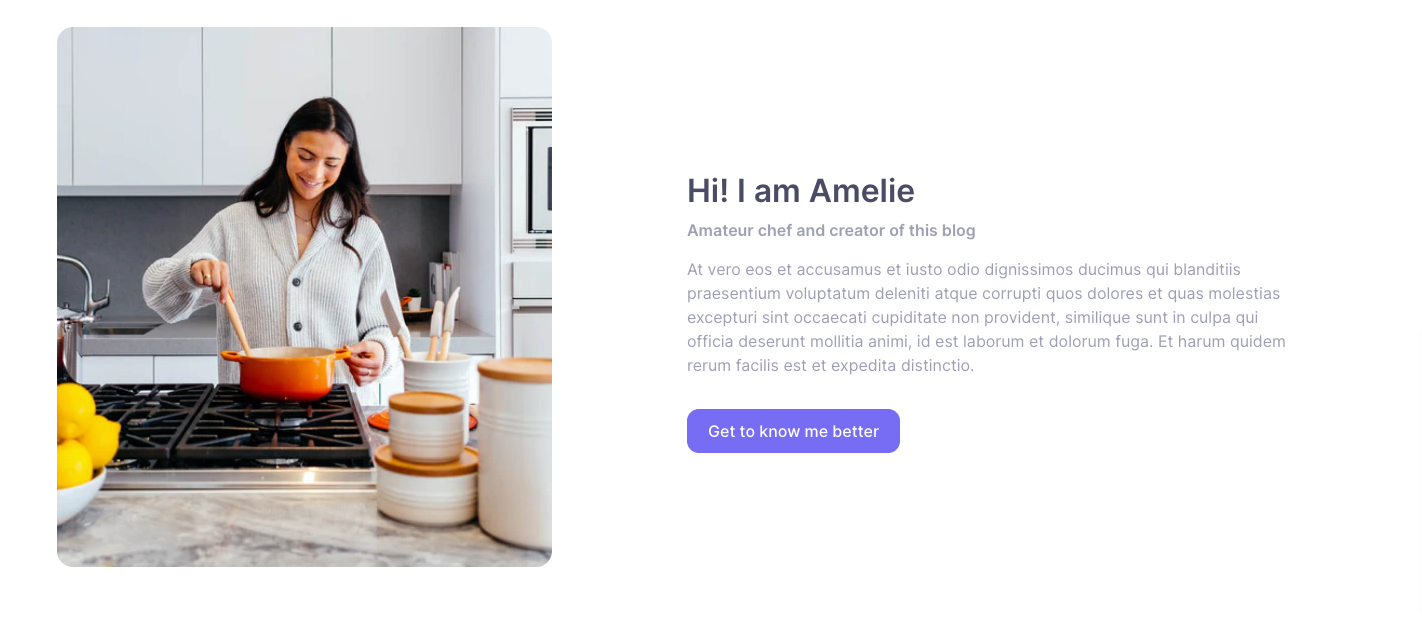 Hi! I am Amelie
Amateur chef and creator of this blog
At vero eos et accusamus et iusto odio dignissimos ducimus qui blanditiis
praesentium voluptatum deleniti atque corrupti quos dolores et quas molestias
excepturi sint occaecati cupiditate non provident, similique sunt in culpa qui
officia deserunt mollitia animi, id est laborum et dolorum fuga. Et harum quidem
rerum facilis est et expedita distinctio.
Get to know me better